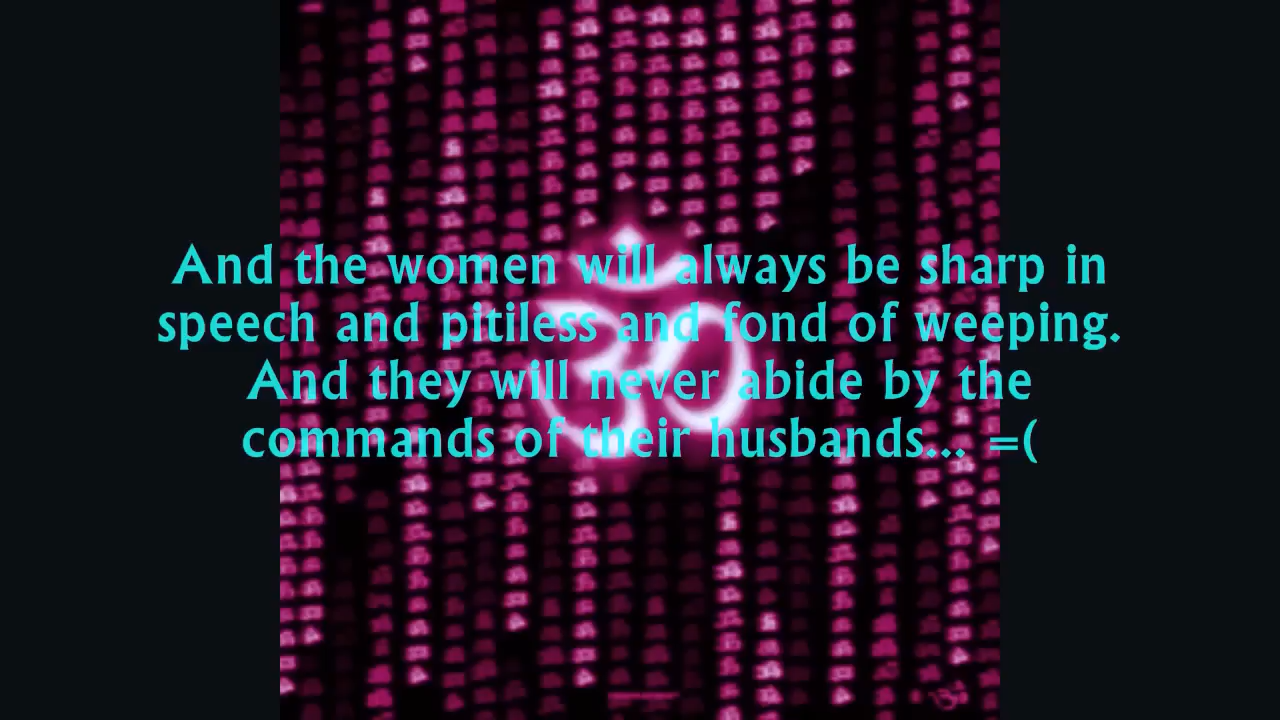 And the women will always be sharp in
speech and pitiless and fond of weeping.
And they will never abide by the
commands of their husbands... =(
ॐ